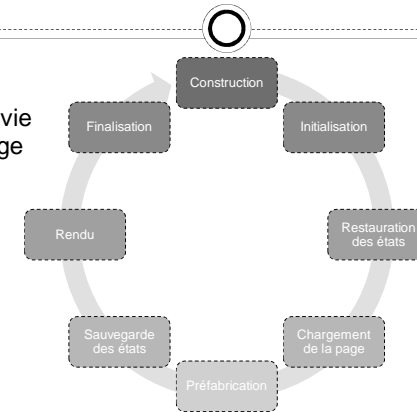 vie
ge
Construction
Initialisation
Restauration
des états
Chargement
de la page
Préfabrication
Sauvegarde
des états
Rendu
Finalisation